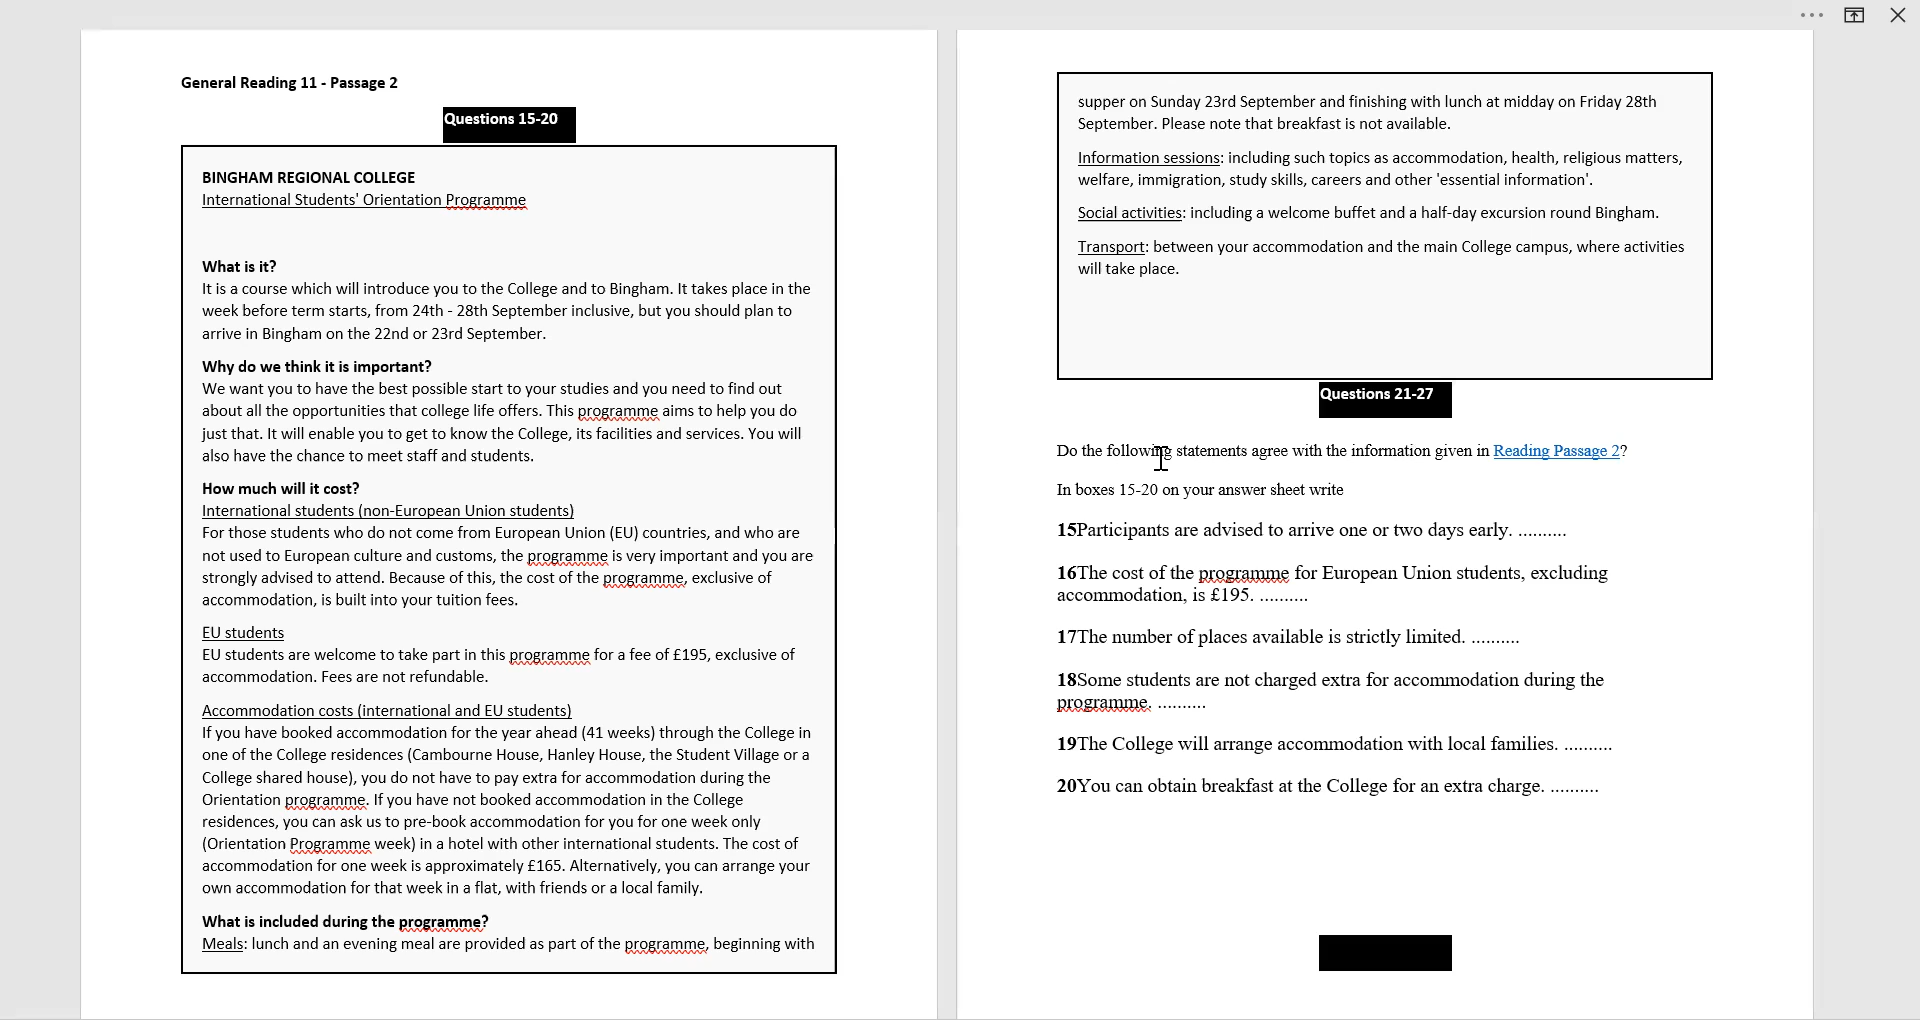 General Reading 11 - Passage 2
Questions 15-20
BINGHAM REGIONAL COLLEGE
International Students' Orientation Programme
What is it?
It is a course which will introduce you to the College and to Bingham. It takes place in the
week before term starts, from 24th - 28th September inclusive, but you should plan to
arrive in Bingham on the 22nd or 23rd September.
Why do we think it is important?
We want you to have the best possible start to your studies and you need to find out
about all the opportunities that college life offers. This programme aims to help you do
just that. It will enable you to get to know the College, its facilities and services. You will
also have the chance to meet staff and students.
How much will it cost?
International students (non-European Union students)
For those students who do not come from European Union (EU) countries, and who are
not used to European culture and customs, the programme is very important and you are
strongly advised to attend. Because of this, the cost of the programme, exclusive of
accommodation, is built into your tuition fees.
EU students
EU students are welcome to take part in this programme for a fee of £195, exclusive of
accommodation. Fees are not refundable.
Accommodation costs (international and EU students)
If you have booked accommodation for the year ahead (41 weeks) through the College in
one of the College residences (Cambourne House, Hanley House, the Student Village or a
College shared house), you do not have to pay extra for accommodation during the
Orientation programme. If you have not booked accommodation in the College
residences, you can ask us to pre-book accommodation for you for one week only
(Orientation Programme week) in a hotel with other international students. The cost of
accommodation for one week is approximately £165. Alternatively, you can arrange your
own accommodation for that week in a flat, with friends or a local family.
What is included during the programme?
Meals: lunch and an evening meal are provided as part of the programme, beginning with
supper on Sunday 23rd September and finishing with lunch at midday on Friday 28th
September. Please note that breakfast is not available.
Information sessions: including such topics as accommodation, health, religious matters,
welfare, immigration, study skills, careers and other 'essential information'.
Social activities: including a welcome buffet and a half-day excursion round Bingham.
Transport: between your accommodation and the main College campus, where activities
will take place.
Questions 21-27
Do the following statements agree with the information given in Reading Passage 2?
In boxes 15-20 on your answer sheet write
15Participants are advised to arrive one or two days early. ..........
16The cost of the programme for European Union students, excluding
accommodation, is £195. ..........
17The number of places available is strictly limited. ..........
18Some students are not charged extra for accommodation during the
programme. ..........
19The College will arrange accommodation with local families. ..........
20You can obtain breakfast at the College for an extra charge. ..........